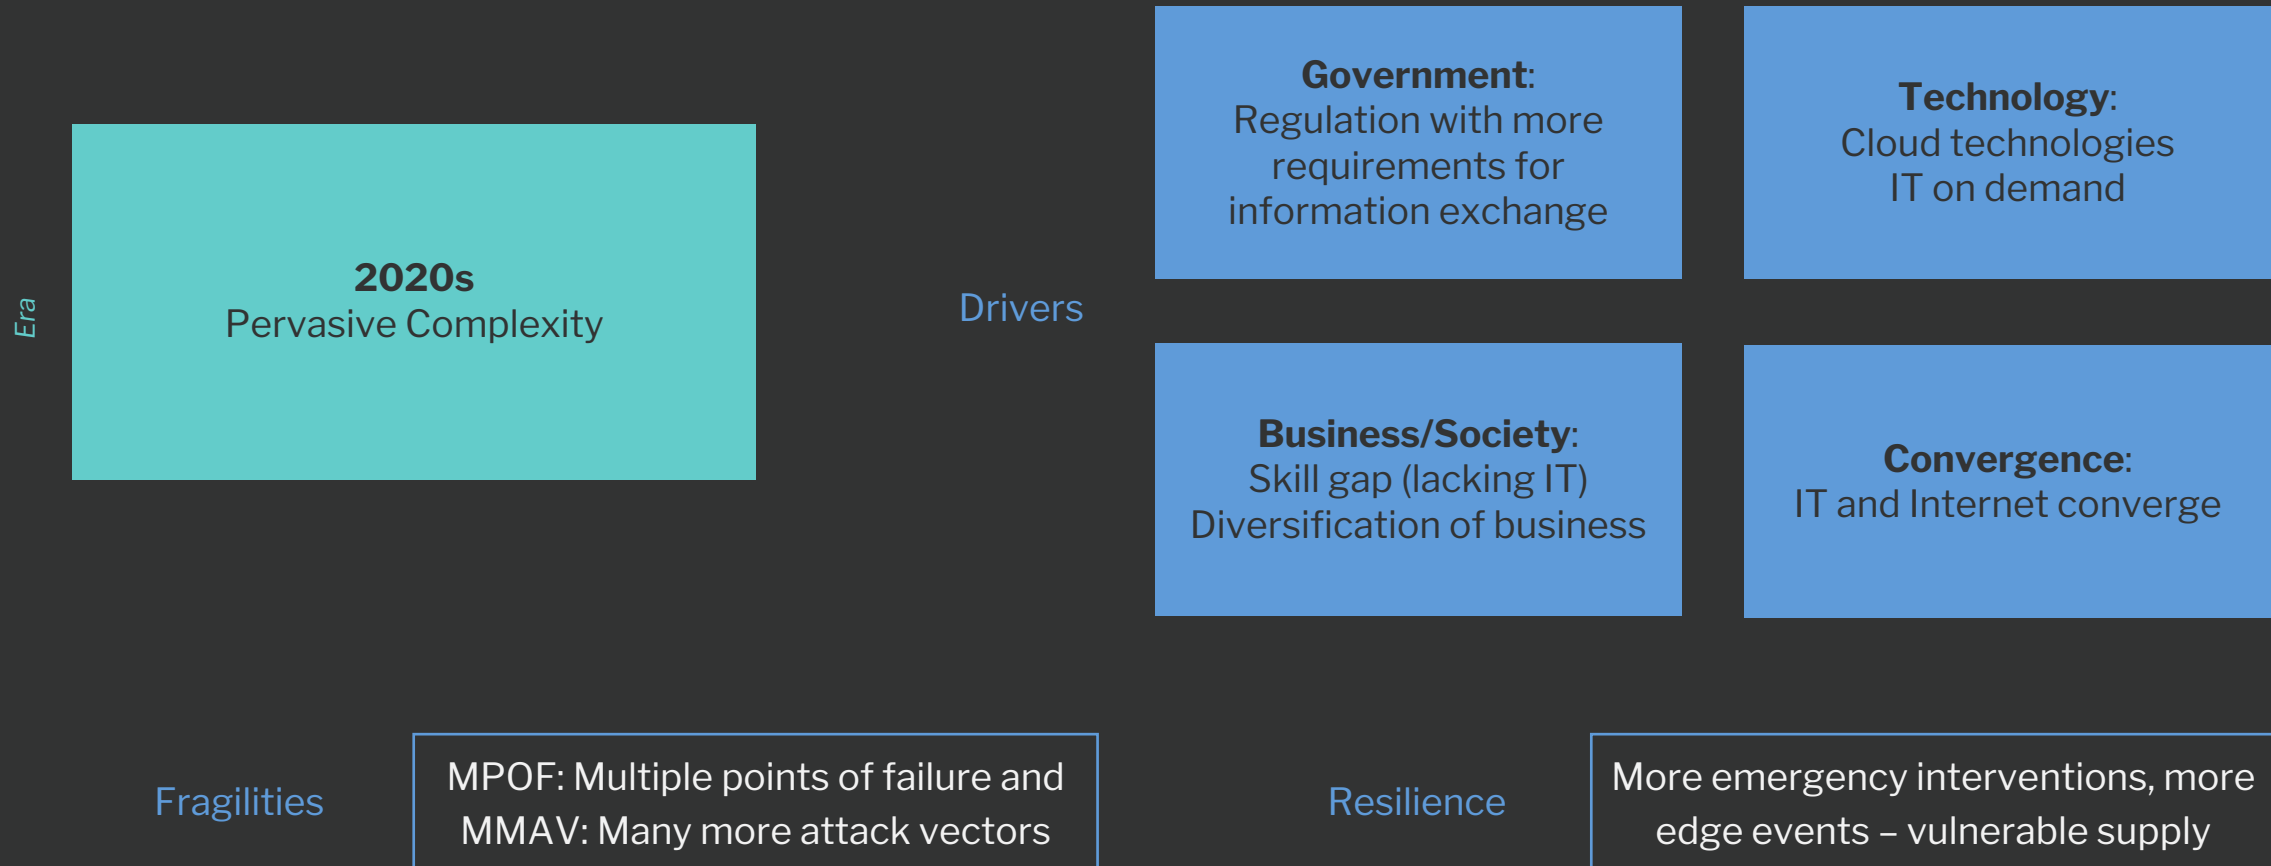 Era
2020s
Pervasive Complexity
Drivers
Government:
Regulation with more
requirements for
information exchange
Technology:
Cloud technologies
IT on demand
Business/Society:
Skill gap (lacking IT)
Diversification of business
Convergence:
IT and Internet converge
Fragilities
MPOF: Multiple points of failure and
MMAV: Many more attack vectors
Resilience
More emergency interventions, more
edge events – vulnerable supply